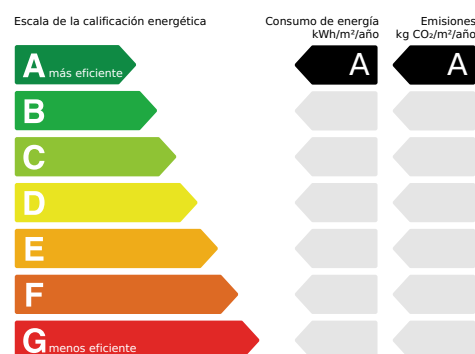 Escala de la calificación energética
Consumo de energía
kWh/m²/año
Emisiones
kg CO₂/m²/año
A más eficiente
A
A
B
C
D
E
F
G menos eficiente